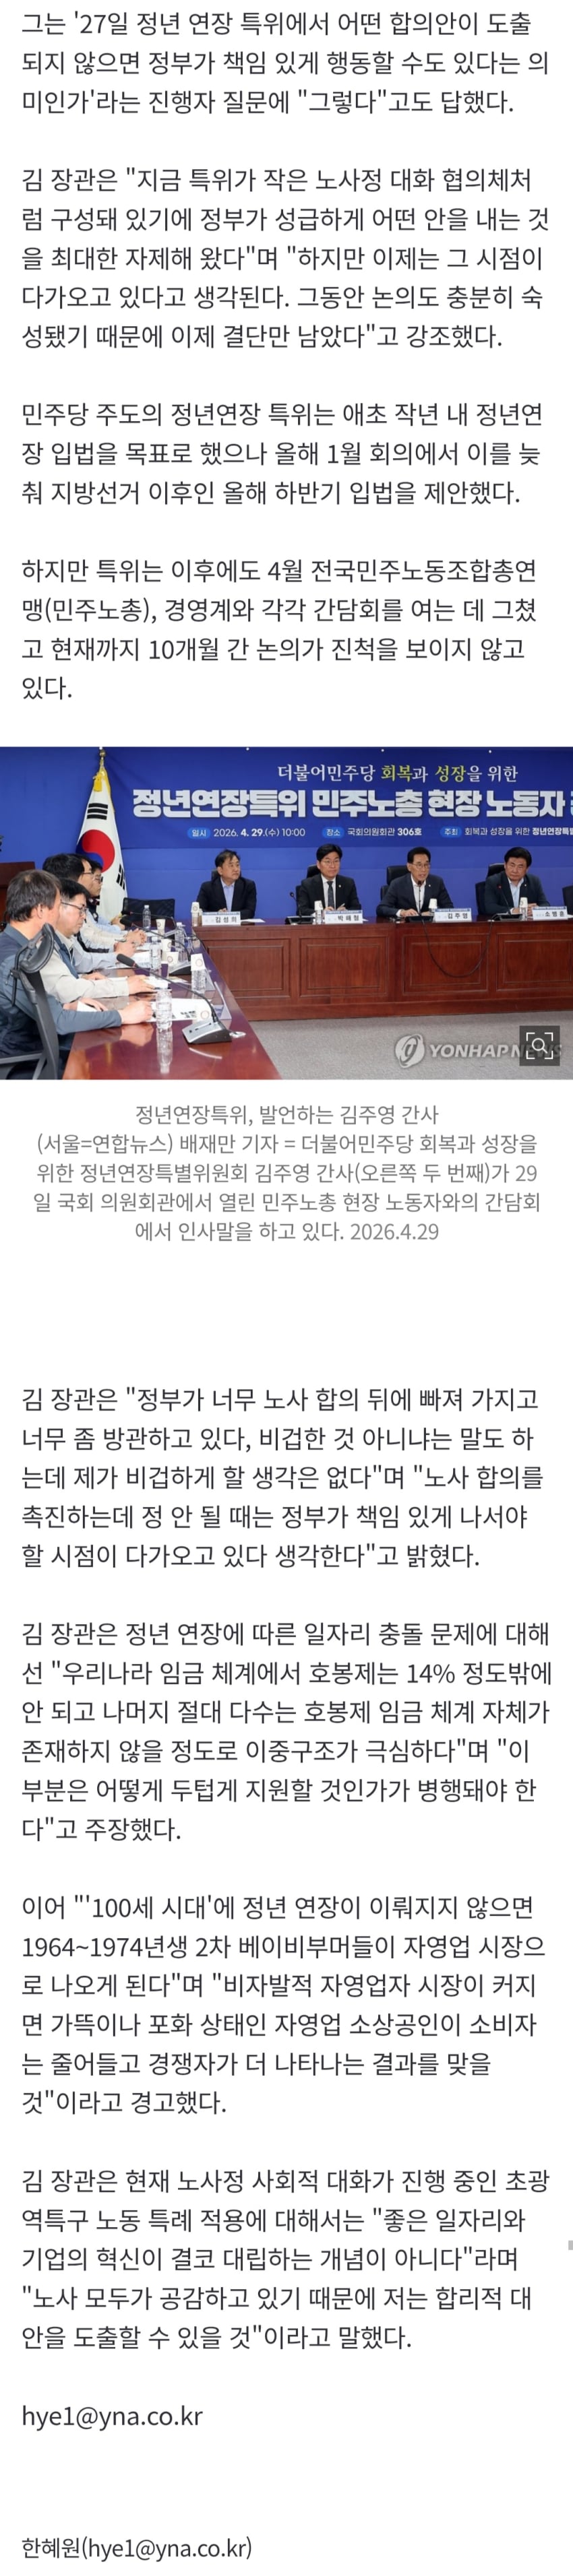 그는 '27일 정년 연장 특위에서 어떤 합의안이 도출
되지 않으면 정부가 책임 있게 행동할 수도 있다는 의
미인가'라는 진행자 질문에 "그렇다"고도 답했다.
김 장관은 "지금 특위가 작은 노사정 대화 협의체처
럼 구성돼 있기에 정부가 성급하게 어떤 안을 내는 것
을 최대한 자제해 왔다"며 "하지만 이제는 그 시점이
다가오고 있다고 생각된다. 그동안 논의도 충분히 숙
성됐기 때문에 이제 결단만 남았다"고 강조했다.
민주당 주도의 정년연장 특위는 애초 작년 내 정년연
장 입법을 목표로 했으나 올해 1월 회의에서 이를 늦
춰 지방선거 이후인 올해 하반기 입법을 제안했다.
하지만 특위는 이후에도 4월 전국민주노동조합총연
맹(민주노총), 경영계와 각각 간담회를 여는 데 그쳤
고 현재까지 10개월 간 논의가 진척을 보이지 않고
있다.
더불어민주당 회복과 성장을 위한
정년연장특위 민주노총 현장 노동자
일시 2026. 4. 29.(수) 10:00 장소 국회의원회관 306호 주최 회복과 성장을 위한 정년연장특별
김주영
YONHAP NEWS
정년연장특위, 발언하는 김주영 간사
(서울=연합뉴스) 배재만 기자 = 더불어민주당 회복과 성장을
위한 정년연장특별위원회 김주영 간사(오른쪽 두 번째)가 29
일 국회 의원회관에서 열린 민주노총 현장 노동자와의 간담회
에서 인사말을 하고 있다. 2026.4.29
김 장관은 "정부가 너무 노사 합의 뒤에 빠져 가지고
너무 좀 방관하고 있다, 비겁한 것 아니냐는 말도 하
는데 제가 비겁하게 할 생각은 없다"며 "노사 합의를
촉진하는데 정 안 될 때는 정부가 책임 있게 나서야
할 시점이 다가오고 있다 생각한다"고 밝혔다.
김 장관은 정년 연장에 따른 일자리 충돌 문제에 대해
선 "우리나라 임금 체계에서 호봉제는 14% 정도밖에
안 되고 나머지 절대 다수는 호봉제 임금 체계 자체가
존재하지 않을 정도로 이중구조가 극심하다"며 "이
부분은 어떻게 두텁게 지원할 것인가가 병행돼야 한
다"고 주장했다.
이어 "'100세 시대'에 정년 연장이 이뤄지지 않으면
1964~1974년생 2차 베이비부머들이 자영업 시장으
로 나오게 된다"며 "비자발적 자영업자 시장이 커지
면 가뜩이나 포화 상태인 자영업 소상공인이 소비자
는 줄어들고 경쟁자가 더 나타나는 결과를 맞을
것"이라고 경고했다.
김 장관은 현재 노사정 사회적 대화가 진행 중인 초광
역특구 노동 특례 적용에 대해서는 "좋은 일자리와
기업의 혁신이 결코 대립하는 개념이 아니다"라며
"노사 모두가 공감하고 있기 때문에 저는 합리적 대
안을 도출할 수 있을 것"이라고 말했다.
hye1@yna.co.kr
한혜원(hye1@yna.co.kr)